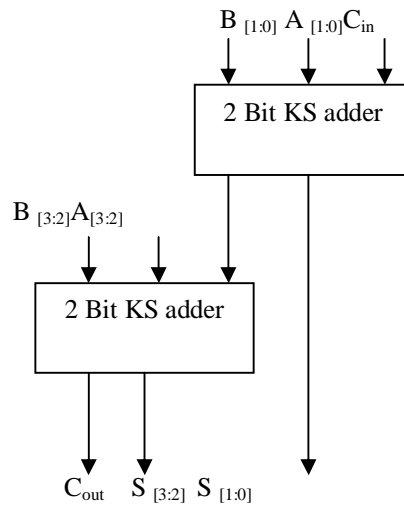 B [1:0] A [1:0]Cin
2 Bit KS adder
B [3:2]A[3:2]
2 Bit KS adder
Cout S [3:2] S [1:0]